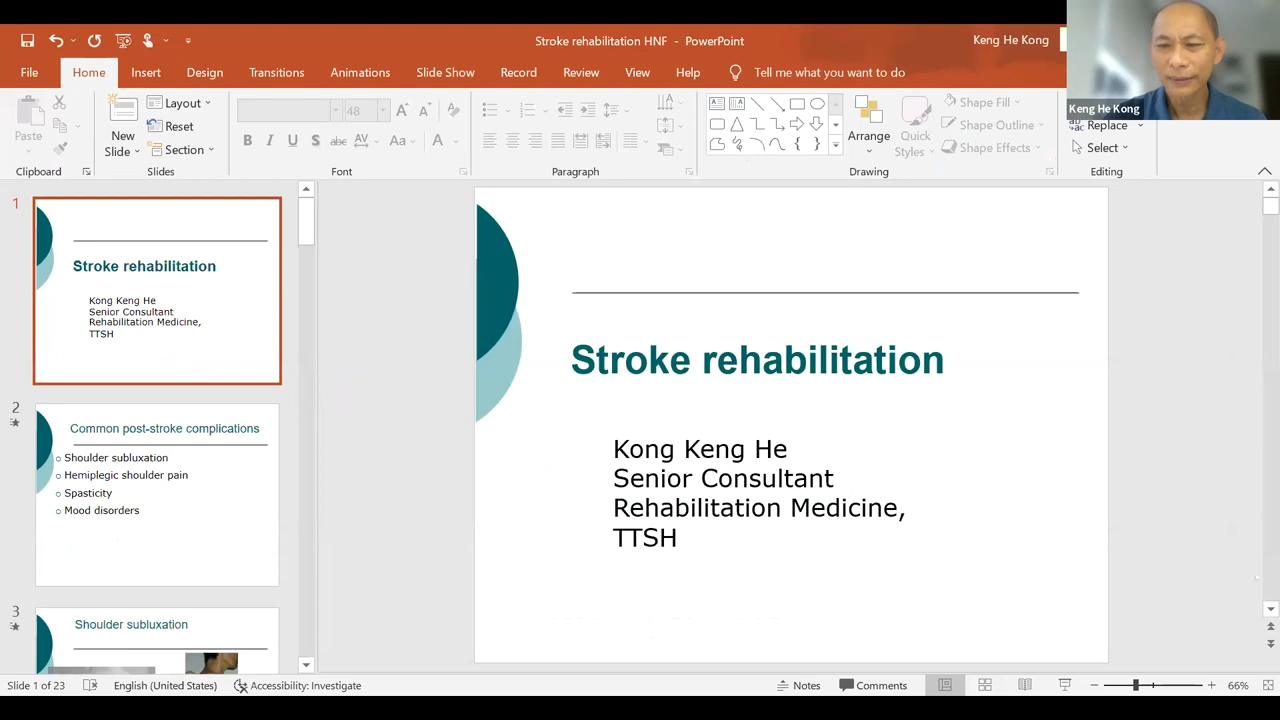 Stroke rehabilitation HNF - PowerPoint
Keng He Kong
File Home Insert Design Transitions Animations Slide Show Record Review View Help Tell me what you want to do
Keng He Kong
Paste
New
Slide
Layout
Reset
Section
48
Aa
Arrange
Quick
Styles
Shape Fill
Shape Outline
Shape Effects
Replace
Select
Clipboard Slides Font Paragraph Drawing Editing
1
Stroke rehabilitation
Kong Keng He
Senior Consultant
Rehabilitation Medicine,
TTSH
2
Common post-stroke complications
Shoulder subluxation
Hemiplegic shoulder pain
Spasticity
Mood disorders
3
Shoulder subluxation
Stroke rehabilitation
Kong Keng He
Senior Consultant
Rehabilitation Medicine,
TTSH
Slide 1 of 23 English (United States) Accessibility: Investigate Notes Comments 66%